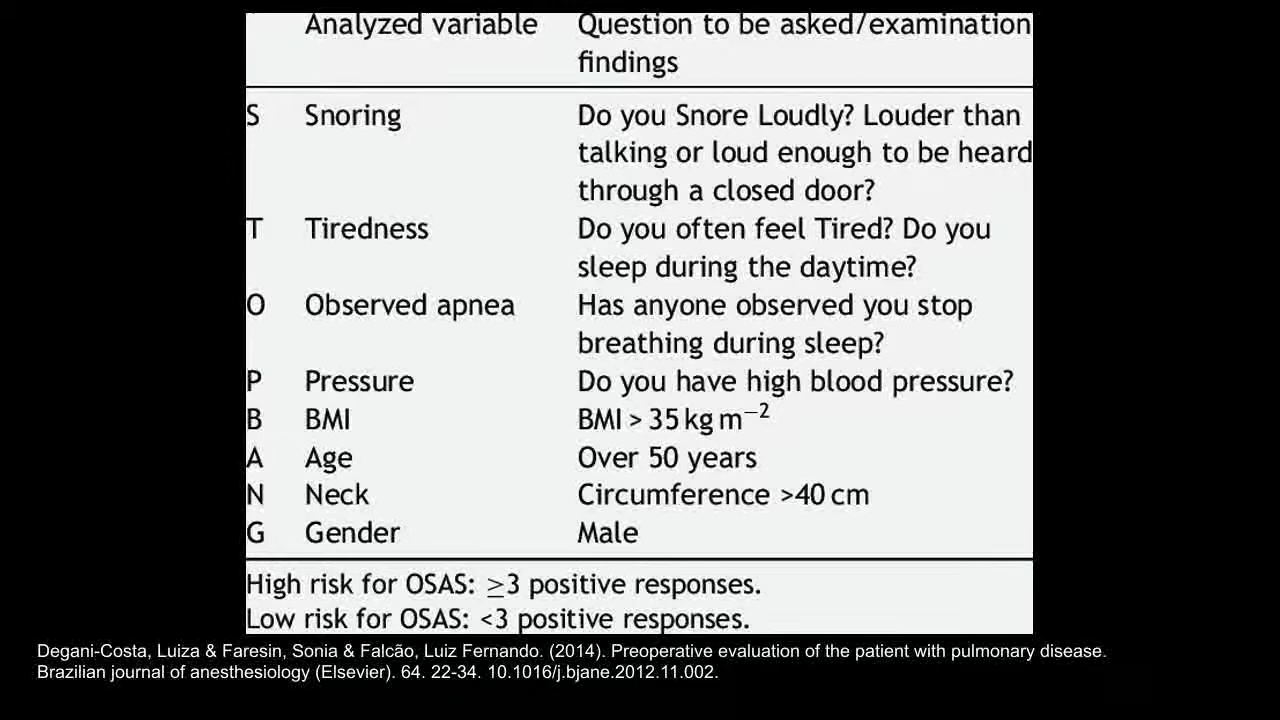 Analyzed variable Question to be asked/examination
findings
S Snoring Do you Snore Loudly? Louder than
talking or loud enough to be heard
through a closed door?
T Tiredness Do you often feel Tired? Do you
sleep during the daytime?
O Observed apnea Has anyone observed you stop
breathing during sleep?
P Pressure Do you have high blood pressure?
B BMI BMI > 35 kg m⁻²
A Age Over 50 years
N Neck Circumference >40 cm
G Gender Male
High risk for OSAS: ≥3 positive responses.
Low risk for OSAS: <3 positive responses.
Degani-Costa, Luiza & Faresin, Sonia & Falcão, Luiz Fernando. (2014). Preoperative evaluation of the patient with pulmonary disease.
Brazilian journal of anesthesiology (Elsevier). 64. 22-34. 10.1016/j.bjane.2012.11.002.